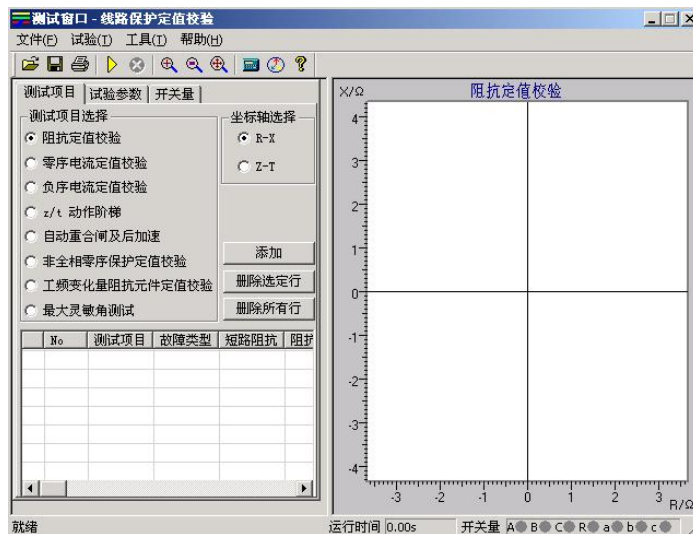 测试窗口 - 线路保护定值校验
文件(F) 试验(T) 工具(T) 帮助(H)
测试项目 试验参数 开关量
测试项目选择
阻抗定值校验
零序电流定值校验
负序电流定值校验
z/t 动作阶梯
自动重合闸及后加速
非全相零序保护定值校验
工频变化量阻抗元件定值校验
最大灵敏角测试
坐标轴选择
R-X
Z-T
添加
删除选定行
删除所有行
No 测试项目 故障类型 短路阻抗 阻抗
X/Ω 阻抗定值校验
4
3
2
1
0
-1
-2
-3
-4
-3 -2 -1 0 1 2 3 R/Ω
就绪 运行时间 0.00s 开关量 A B C R a b c